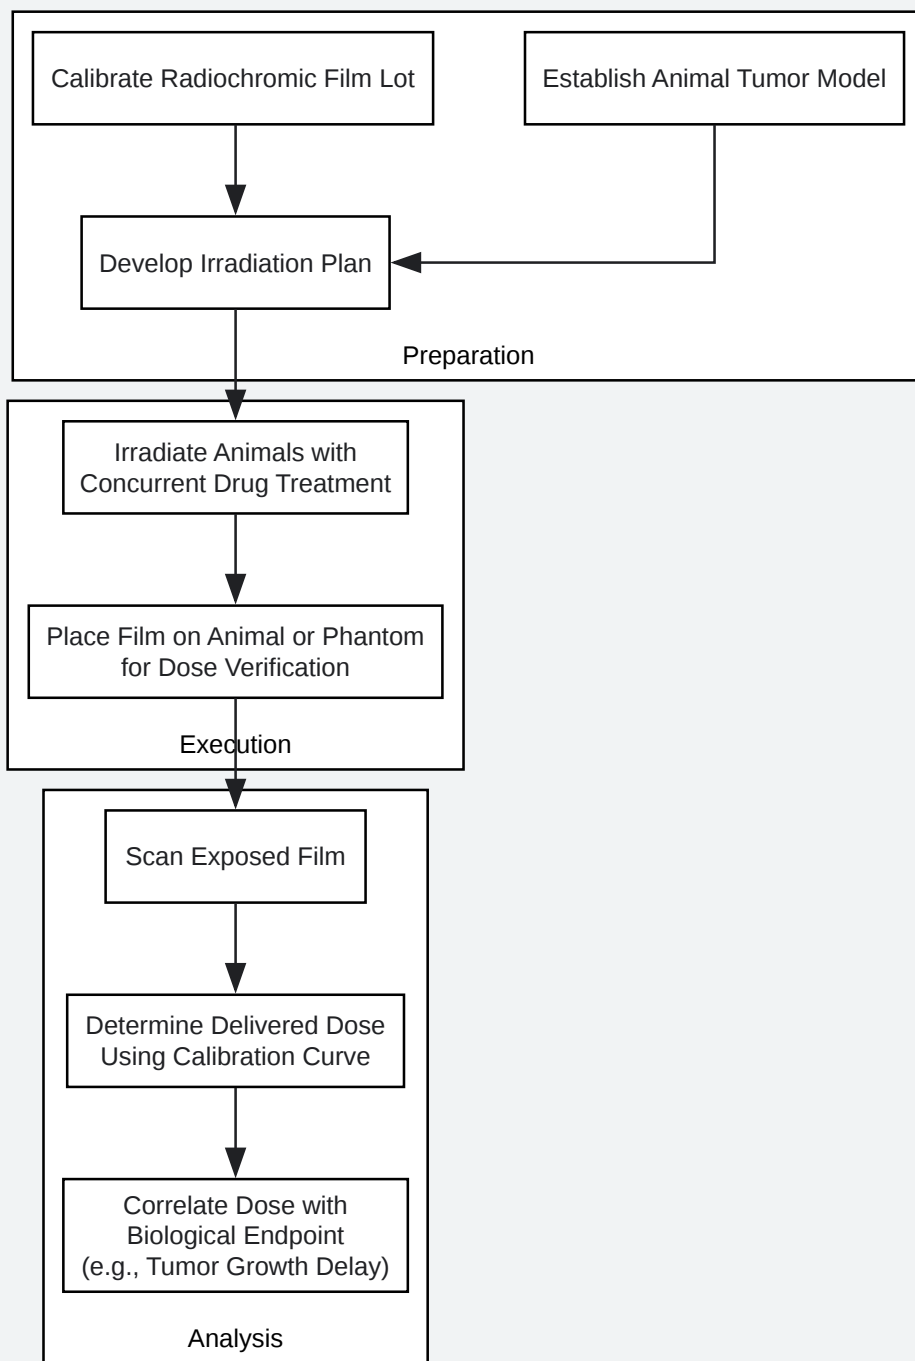 Calibrate Radiochromic Film Lot
Establish Animal Tumor Model
Develop Irradiation Plan
Preparation
Irradiate Animals with
Concurrent Drug Treatment
Place Film on Animal or Phantom
for Dose Verification
Execution
Scan Exposed Film
Determine Delivered Dose
Using Calibration Curve
Correlate Dose with
Biological Endpoint
(e.g., Tumor Growth Delay)
Analysis